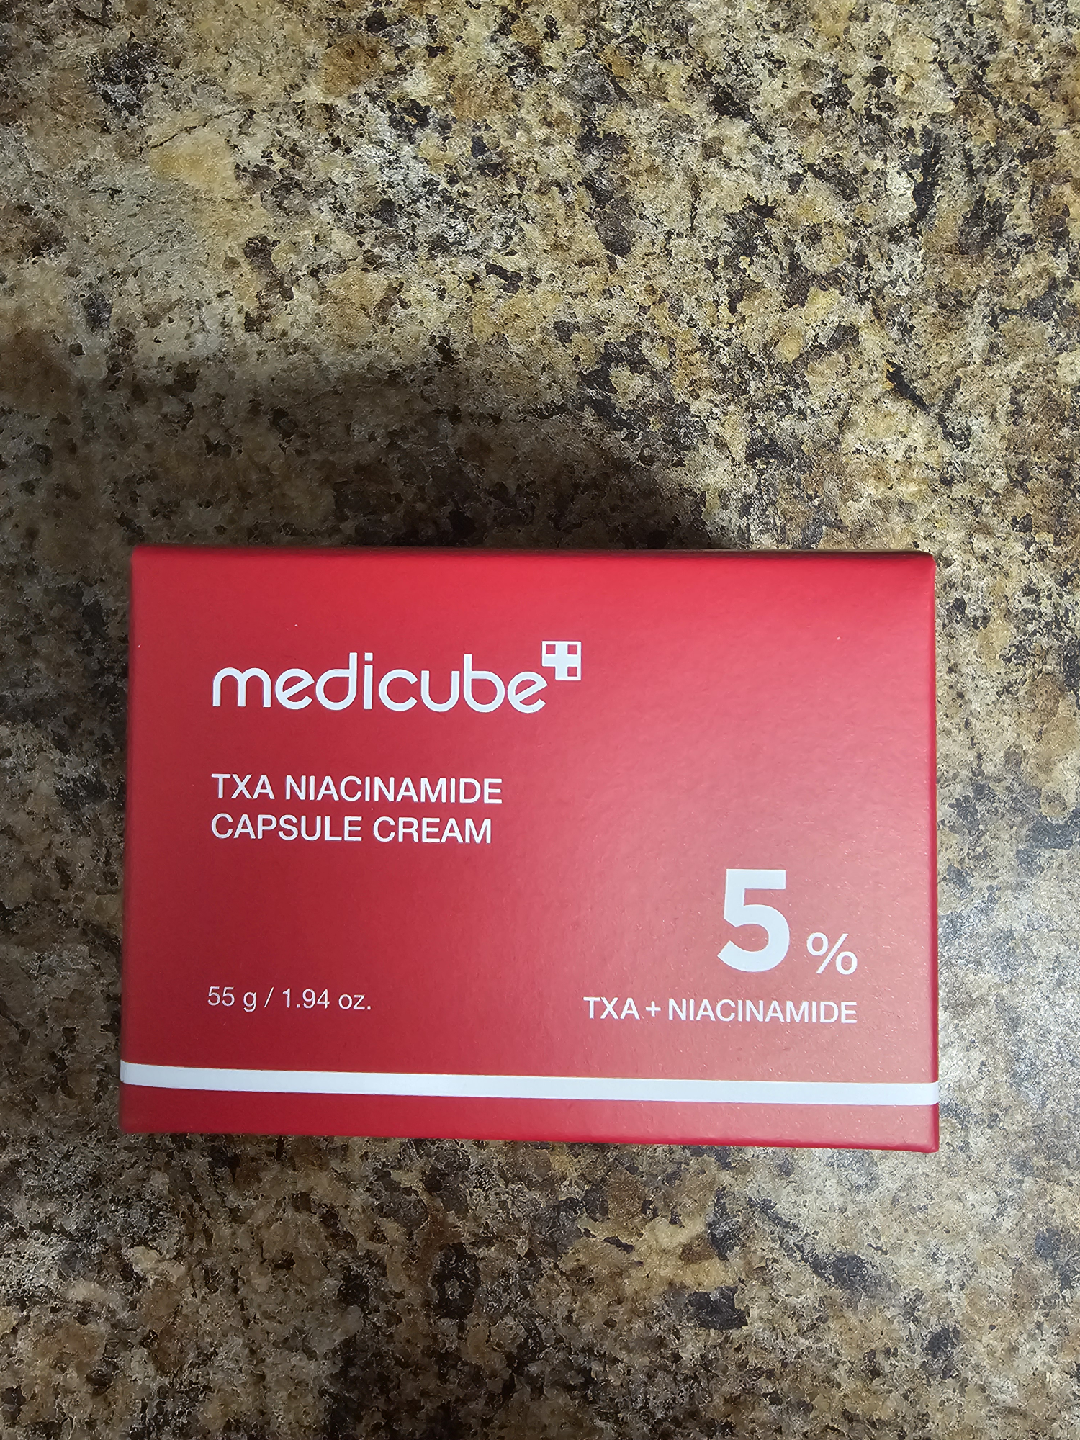 medicube
TXA NIACINAMIDE
CAPSULE CREAM
5 %
55 g / 1.94 oz.
TXA + NIACINAMIDE